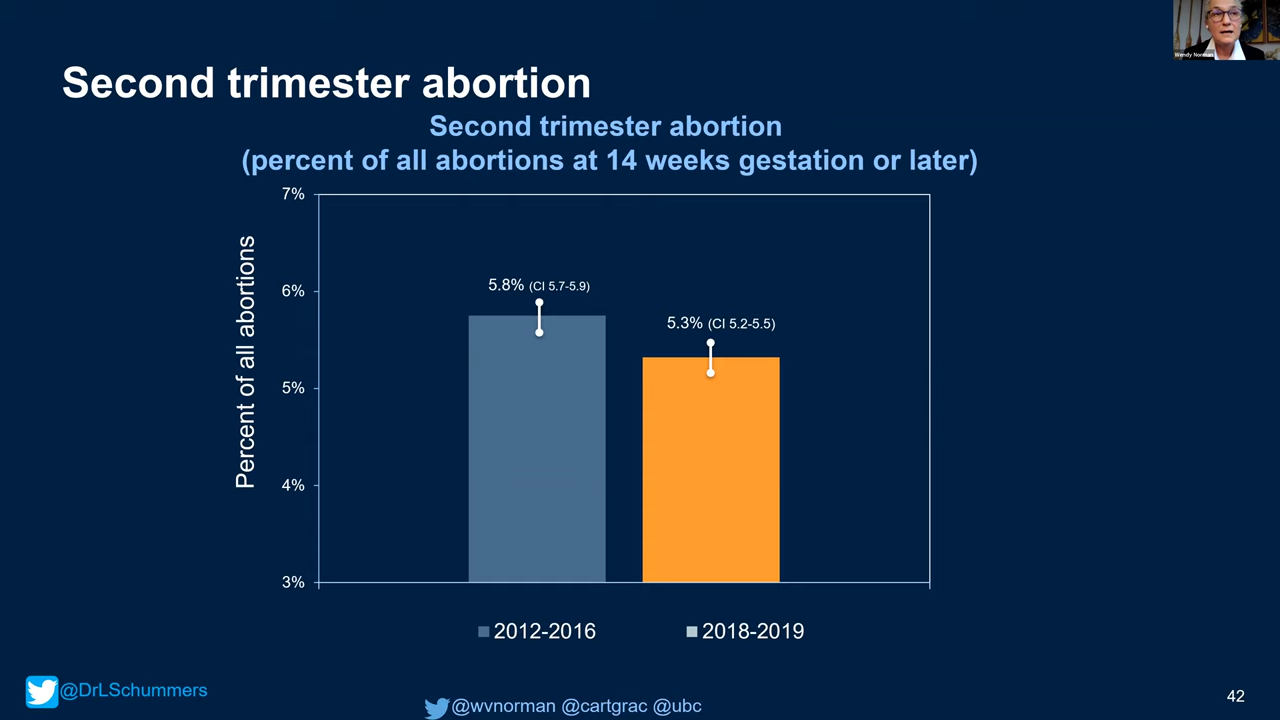 Wendy Norman
Second trimester abortion
Second trimester abortion
(percent of all abortions at 14 weeks gestation or later)
Percent of all abortions
7%
6%
5%
4%
3%
5.8% (CI 5.7-5.9)
5.3% (CI 5.2-5.5)
2012-2016
2018-2019
@DrLSchummers
@wvnorman @cartgrac @ubc
42